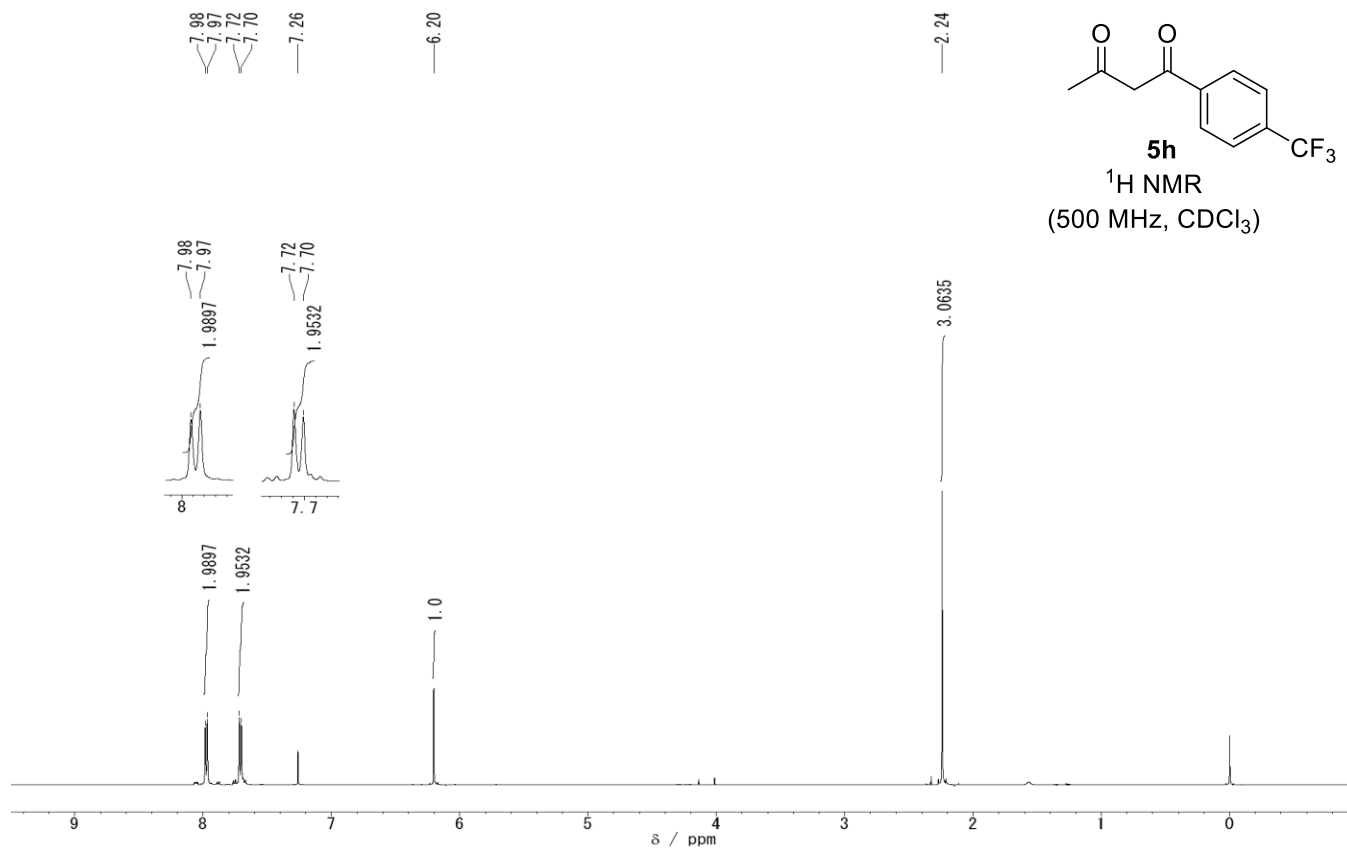 7.98
7.97
7.72
7.70
7.26
6.20
2.24
O O
CF3
5h
1H NMR
(500 MHz, CDCl3)
7.98
7.97
7.72
7.70
1.9897
1.9532
3.0635
8
7.7
1.9897
1.9532
1.0
9 8 7 6 5 4 3 2 1 0
δ / ppm